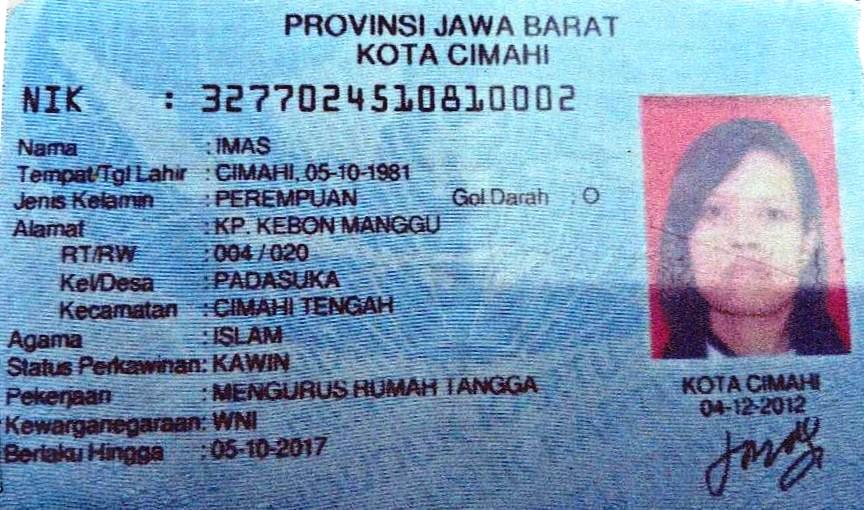 PROVINSI JAWA BARAT
KOTA CIMAHI
NIK : 3277024510810002
Nama : IMAS
Tempat/Tgl Lahir : CIMAHI, 05-10-1981
Jenis Kelamin : PEREMPUAN Gol Darah : O
Alamat : KP. KEBON MANGGU
RT/RW : 004 / 020
Kel/Desa : PADASUKA
Kecamatan : CIMAHI TENGAH
Agama : ISLAM
Status Perkawinan: KAWIN
Pekerjaan : MENGURUS RUMAH TANGGA
Kewarganegaraan: WNI
Berlaku Hingga : 05-10-2017
KOTA CIMAHI
04-12-2012